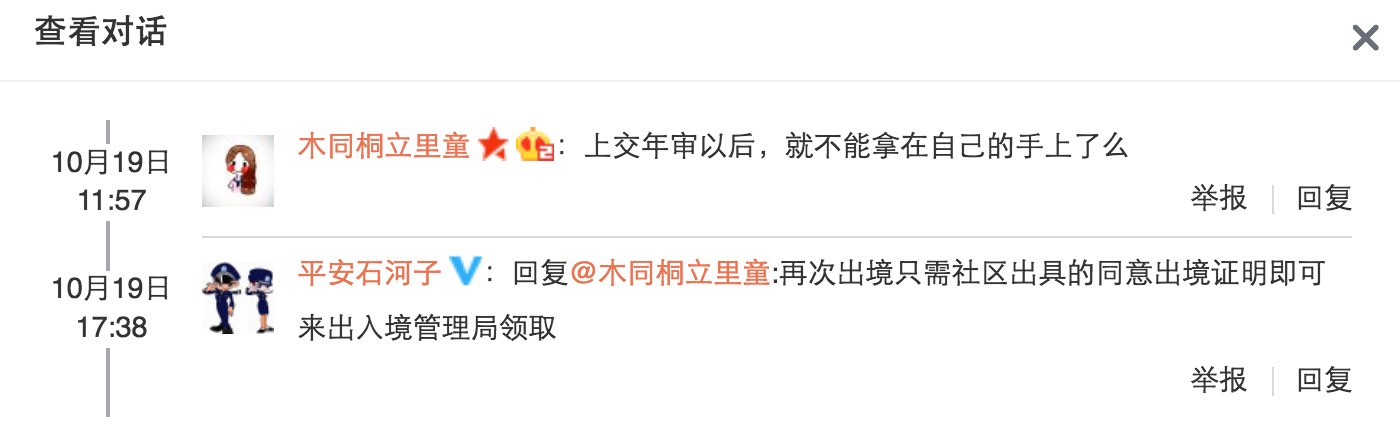 查看对话
10月19日
11:57
木同桐立里童：上交年审以后，就不能拿在自己的手上了么
举报 回复
10月19日
17:38
平安石河子：回复@木同桐立里童:再次出境只需社区出具的同意出境证明即可
来出入境管理局领取
举报 回复